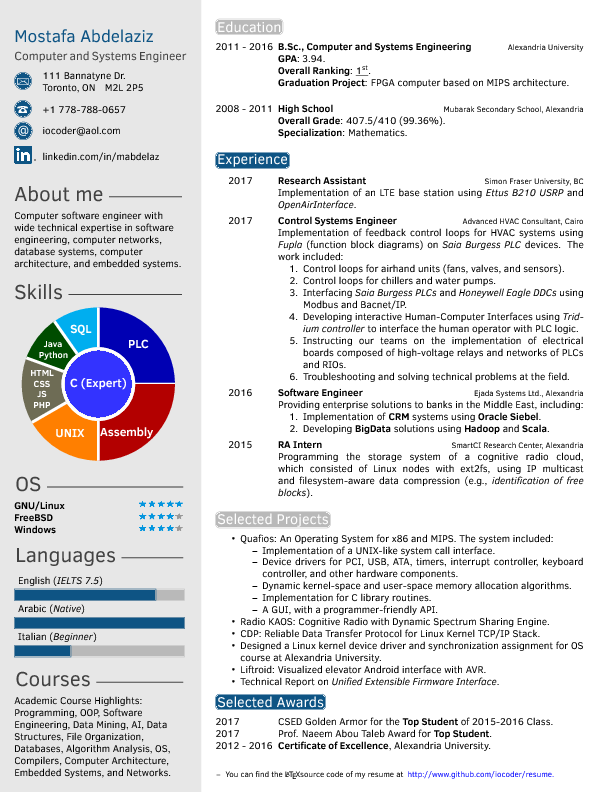 Mostafa Abdelaziz
Computer and Systems Engineer
111 Bannatyne Dr.
Toronto, ON M2L 2P5
+1 778-788-0657
iocoder@aol.com
in. linkedin.com/in/mabdelaz
About me
Computer software engineer with
wide technical expertise in software
engineering, computer networks,
database systems, computer
architecture, and embedded systems.
Skills
SQL
PLC
Java
Python
HTML
CSS
JS
PHP
C (Expert)
UNIX
Assembly
OS
GNU/Linux
FreeBSD
Windows
Languages
English (IELTS 7.5)
Arabic (Native)
Italian (Beginner)
Courses
Academic Course Highlights:
Programming, OOP, Software
Engineering, Data Mining, AI, Data
Structures, File Organization,
Databases, Algorithm Analysis, OS,
Compilers, Computer Architecture,
Embedded Systems, and Networks.
Education
2011 - 2016 B.Sc., Computer and Systems Engineering Alexandria University
GPA: 3.94.
Overall Ranking: 1st.
Graduation Project: FPGA computer based on MIPS architecture.
2008 - 2011 High School Mubarak Secondary School, Alexandria
Overall Grade: 407.5/410 (99.36%).
Specialization: Mathematics.
Experience
2017 Research Assistant Simon Fraser University, BC
Implementation of an LTE base station using Ettus B210 USRP and
OpenAirInterface.
2017 Control Systems Engineer Advanced HVAC Consultant, Cairo
Implementation of feedback control loops for HVAC systems using
Fupla (function block diagrams) on Saia Burgess PLC devices. The
work included:
1. Control loops for airhand units (fans, valves, and sensors).
2. Control loops for chillers and water pumps.
3. Interfacing Saia Burgess PLCs and Honeywell Eagle DDCs using
Modbus and Bacnet/IP.
4. Developing interactive Human-Computer Interfaces using Trid-
ium controller to interface the human operator with PLC logic.
5. Instructing our teams on the implementation of electrical
boards composed of high-voltage relays and networks of PLCs
and RIOs.
6. Troubleshooting and solving technical problems at the field.
2016 Software Engineer Ejada Systems Ltd., Alexandria
Providing enterprise solutions to banks in the Middle East, including:
1. Implementation of CRM systems using Oracle Siebel.
2. Developing BigData solutions using Hadoop and Scala.
2015 RA Intern SmartCI Research Center, Alexandria
Programming the storage system of a cognitive radio cloud,
which consisted of Linux nodes with ext2fs, using IP multicast
and filesystem-aware data compression (e.g., identification of free
blocks).
Selected Projects
• Quafios: An Operating System for x86 and MIPS. The system included:
– Implementation of a UNIX-like system call interface.
– Device drivers for PCI, USB, ATA, timers, interrupt controller, keyboard
controller, and other hardware components.
– Dynamic kernel-space and user-space memory allocation algorithms.
– Implementation for C library routines.
– A GUI, with a programmer-friendly API.
• Radio KAOS: Cognitive Radio with Dynamic Spectrum Sharing Engine.
• CDP: Reliable Data Transfer Protocol for Linux Kernel TCP/IP Stack.
• Designed a Linux kernel device driver and synchronization assignment for OS
course at Alexandria University.
• Liftroid: Visualized elevator Android interface with AVR.
• Technical Report on Unified Extensible Firmware Interface.
Selected Awards
2017 CSED Golden Armor for the Top Student of 2015–2016 Class.
2017 Prof. Naeem Abou Taleb Award for Top Student.
2012 - 2016 Certificate of Excellence, Alexandria University.
– You can find the LATEXsource code of my resume at http://www.github.com/iocoder/resume.